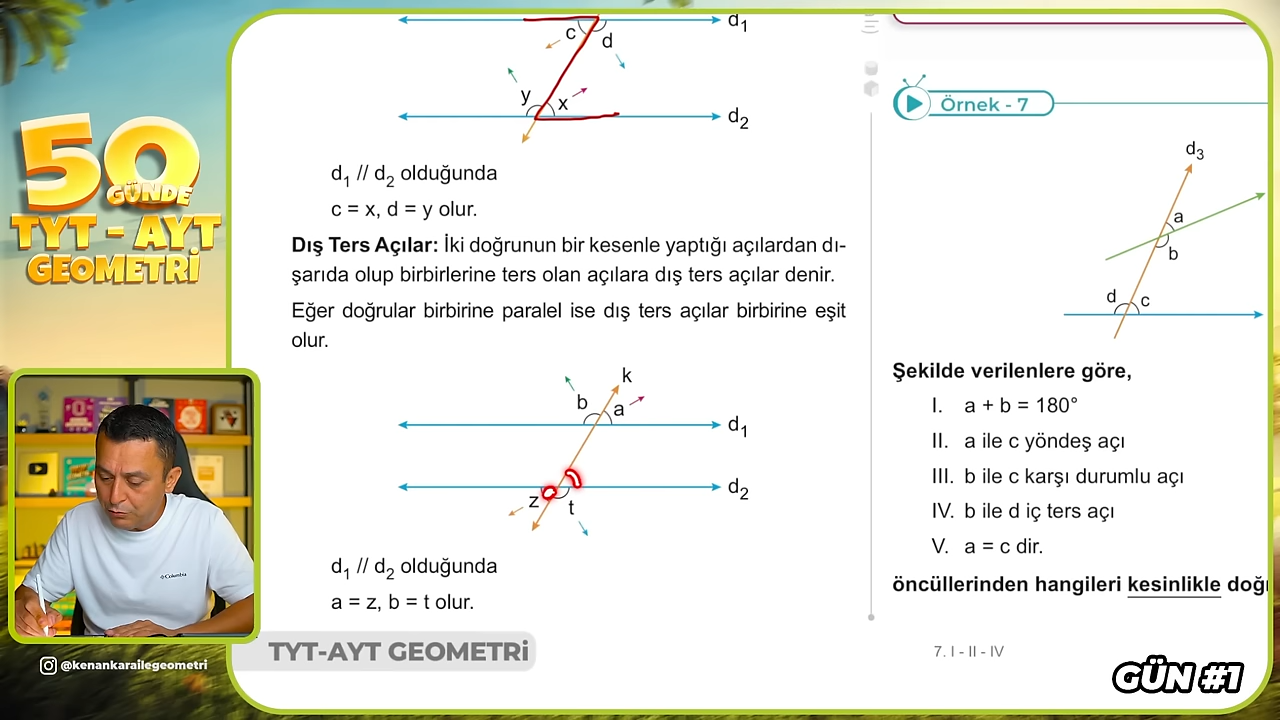 50
GÜNDE
TYT - AYT
GEOMETRİ
@kenankarailegeometri
c
d
d1
y
x
d2
d1 // d2 olduğunda
c = x, d = y olur.
Dış Ters Açılar: İki doğrunun bir kesenle yaptığı açılardan dı-
şarıda olup birbirlerine ters olan açılara dış ters açılar denir.
Eğer doğrular birbirine paralel ise dış ters açılar birbirine eşit
olur.
k
b
a
d1
d2
z
t
d1 // d2 olduğunda
a = z, b = t olur.
TYT-AYT GEOMETRİ
Örnek - 7
d3
a
b
d
c
Şekilde verilenlere göre,
I. a + b = 180°
II. a ile c yöndeş açı
III. b ile c karşı durumlu açı
IV. b ile d iç ters açı
V. a = c dir.
öncüllerinden hangileri kesinlikle doğ
7. I - II - IV
GÜN #1
Columbia